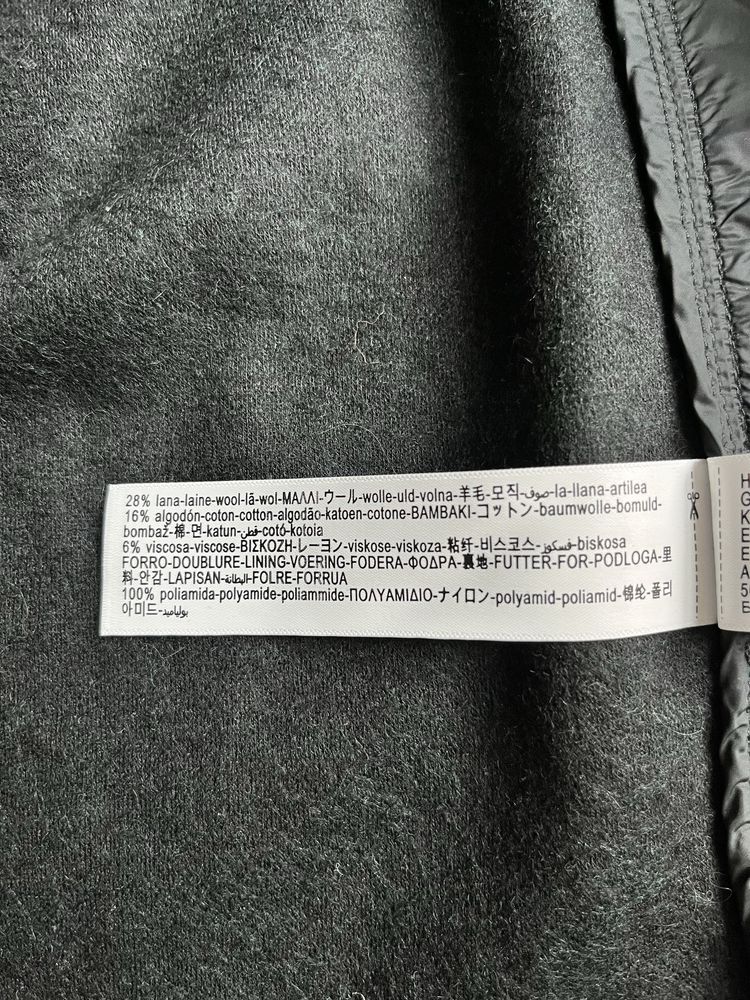 28% lana-laine-wool-lã-wol-ΜΑΛΛΙ-ウール-wolle-uld-volna-羊毛-모직-صوف-la-llana-artilea
16% algodón-coton-cotton-algodão-katoen-cotone-BAMBAKI-コットン-baumwolle-bomuld-
bombaž-棉-면-katun-قطن-cotó-kotoia
6% viscosa-viscose-ΒΙΣΚΟΖΗ-レーヨン-viskose-viskoza-粘纤-비스코스-فسكوز-biskosa
FORRO-DOUBLURE-LINING-VOERING-FODERA-ΦΟΔΡΑ-裏地-FUTTER-FOR-PODLOGA-里
料-안감-LAPISAN-البطانة-FOLRE-FORRUA
100% poliamida-polyamide-poliammide-ΠΟΛΥΑΜΙΔΙΟ-ナイロン-polyamid-poliamid-锦纶-폴리
아미드-بولياميد